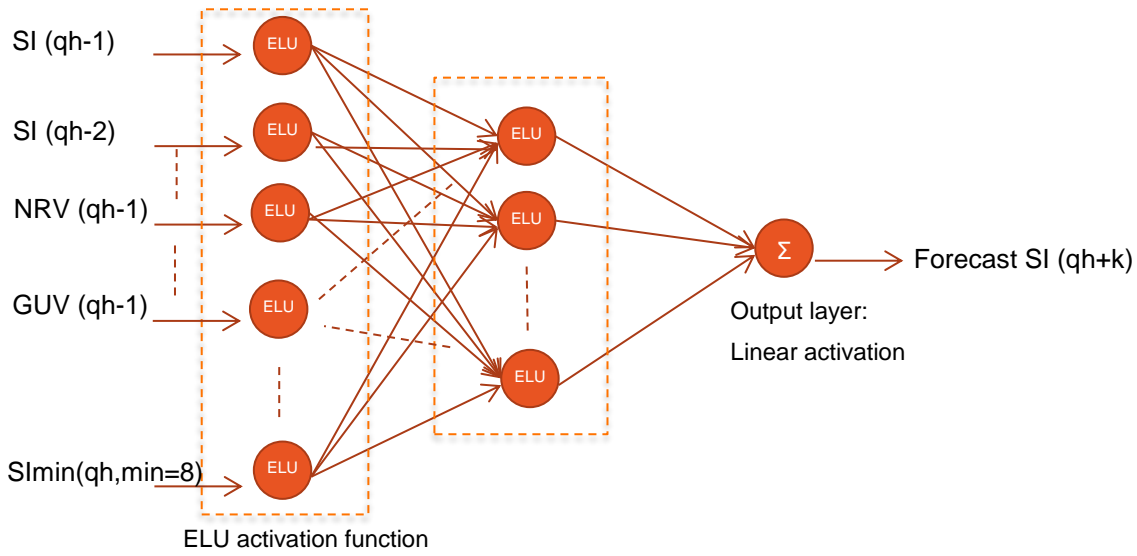 SI (qh-1)
ELU
SI (qh-2)
ELU
ELU
NRV (qh-1)
ELU
ELU
GUV (qh-1)
ELU
Σ
Forecast SI (qh+k)
Output layer:
Linear activation
ELU
SImin(qh,min=8)
ELU
ELU activation function